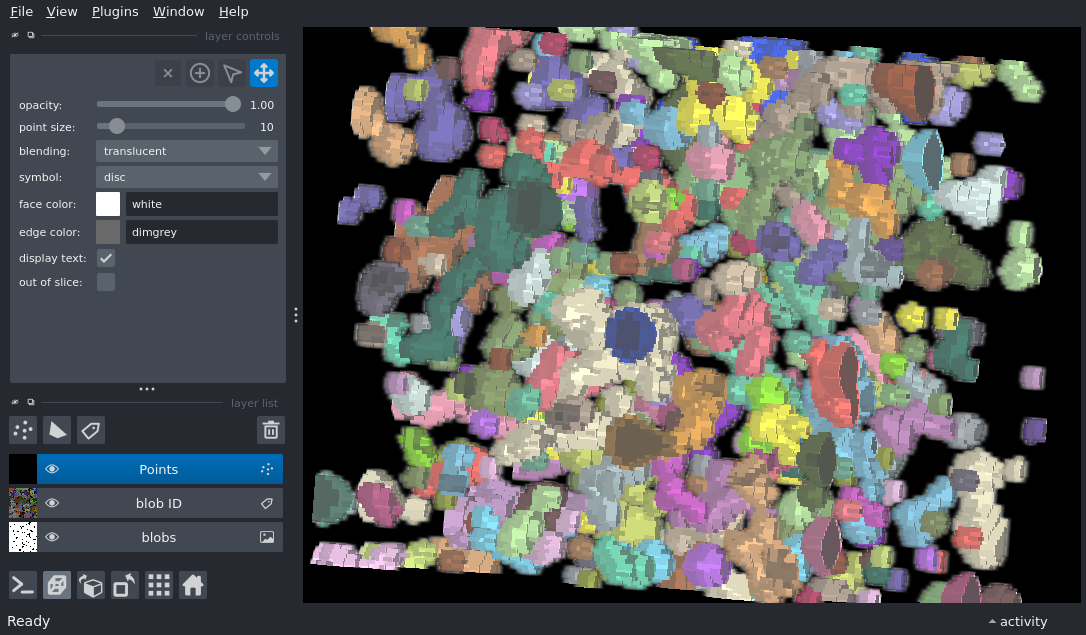 File View Plugins Window Help
layer controls
opacity: 1.00
point size: 10
blending: translucent
symbol: disc
face color: white
edge color: dimgrey
display text:
out of slice:
layer list
Points
blob ID
blobs
Ready activity